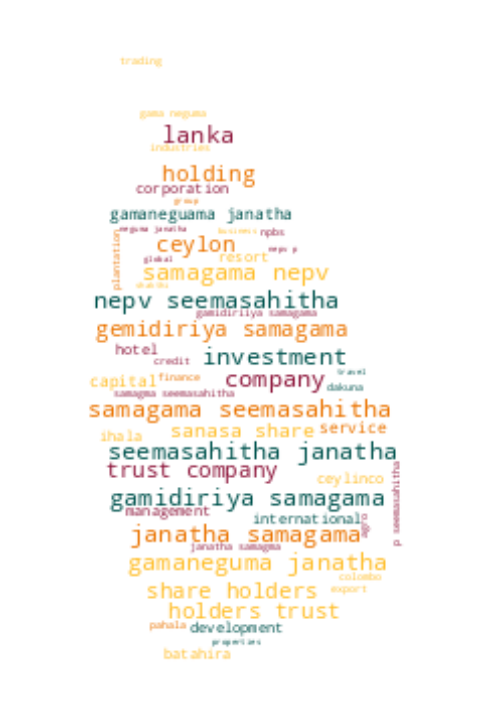 trading
gama neguma
lanka
industries
holding
corporation
group
gamaneguama janatha
neguma janatha
business
npbs
plantation
ceylon
nepv p
global
resort
samagama nepv
shakthi
nepv seemasahitha
gamidiriiya samagama
gemidiriya samagama
hotel
credit
investment
travel
capital
finance
company
dakuna
samagma seemasahitha
samagama seemasahitha
ihala
sanasa share
service
seemasahitha janatha
trust company
ceylinco
p seemasahitha
gamidiriya samagama
management
international
agro
janatha samagama
janatha samagma
gamaneguma janatha
colombo
share holders
export
holders trust
pahala
development
properties
batahira